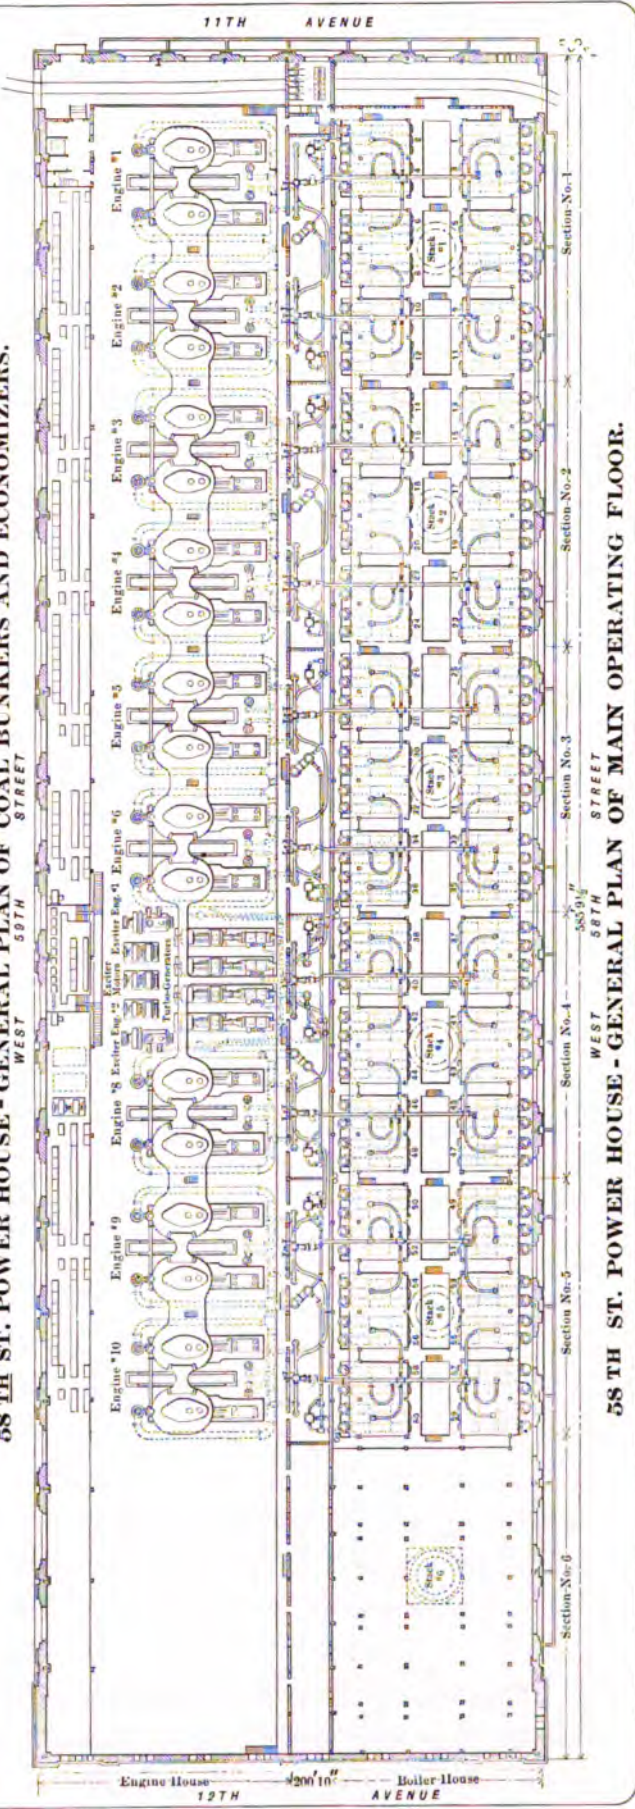 11TH AVENUE
58TH ST. POWER HOUSE - GENERAL PLAN OF COAL BUNKERS AND ECONOMIZERS.
WEST 59TH STREET
Engine #1
Engine #2
Engine #3
Engine #4
Engine #5
Engine #6
Exciter Eng. #1
Exciter Motors
Turbo-Generators
Exciter Eng. #2
Engine #8
Engine #9
Engine #10
Stack #1
Stack #2
Stack #3
Stack #4
Stack #5
Stack #6
Section No. 1
Section No. 2
Section No. 3
Section No. 4
Section No. 5
Section No. 6
585' 9½"
WEST 58TH STREET
58TH ST. POWER HOUSE - GENERAL PLAN OF MAIN OPERATING FLOOR.
Engine House 200' 10" Boiler House
12TH AVENUE